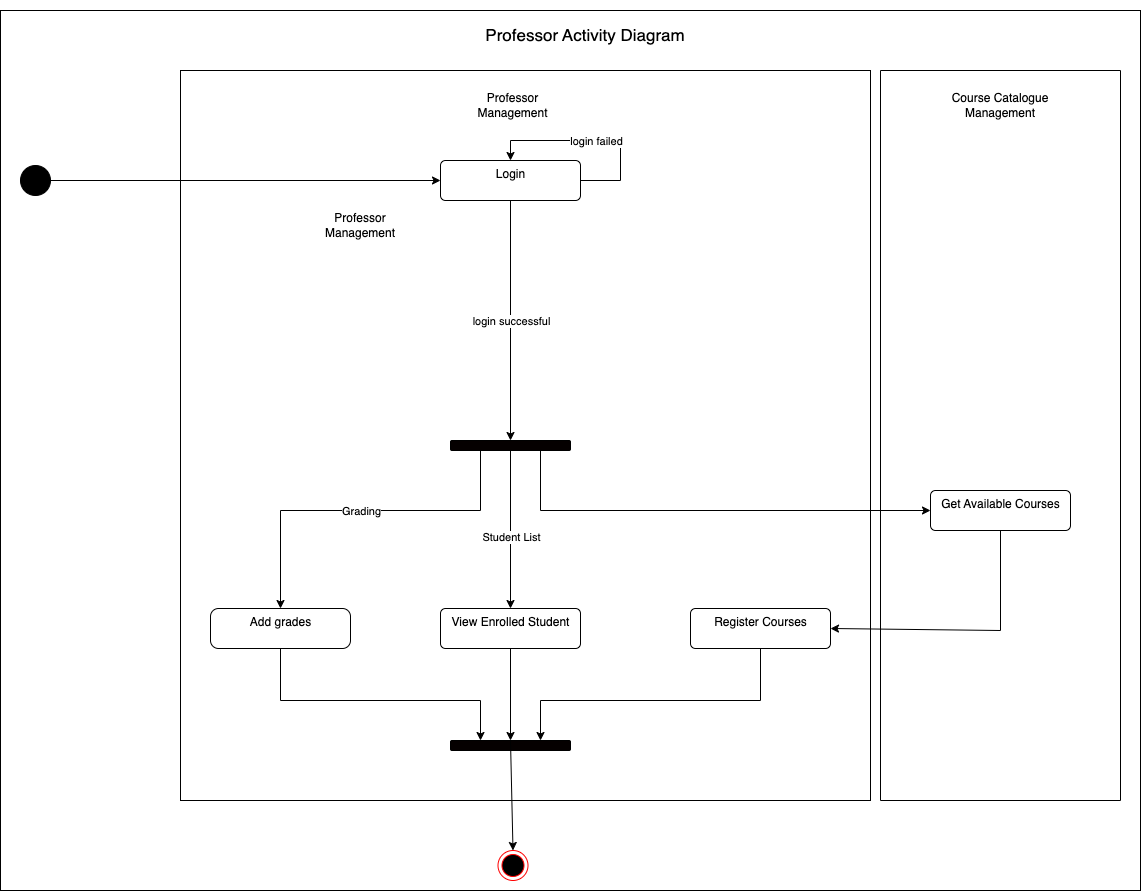 Professor Activity Diagram
Professor
Management
Course Catalogue
Management
login failed
Login
Professor
Management
login successful
Get Available Courses
Grading
Student List
Add grades
View Enrolled Student
Register Courses